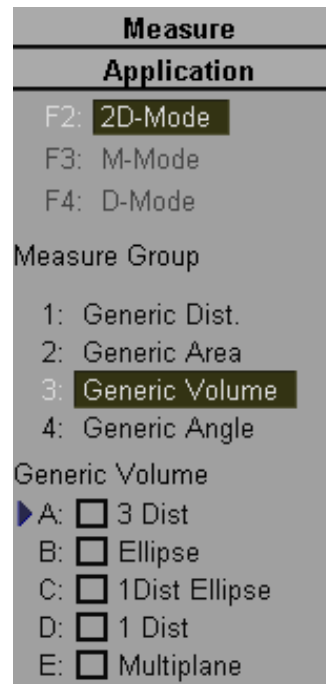 Measure
Application
F2: 2D-Mode
F3: M-Mode
F4: D-Mode
Measure Group
1: Generic Dist.
2: Generic Area
3: Generic Volume
4: Generic Angle
Generic Volume
A: 3 Dist
B: Ellipse
C: 1Dist Ellipse
D: 1 Dist
E: Multiplane